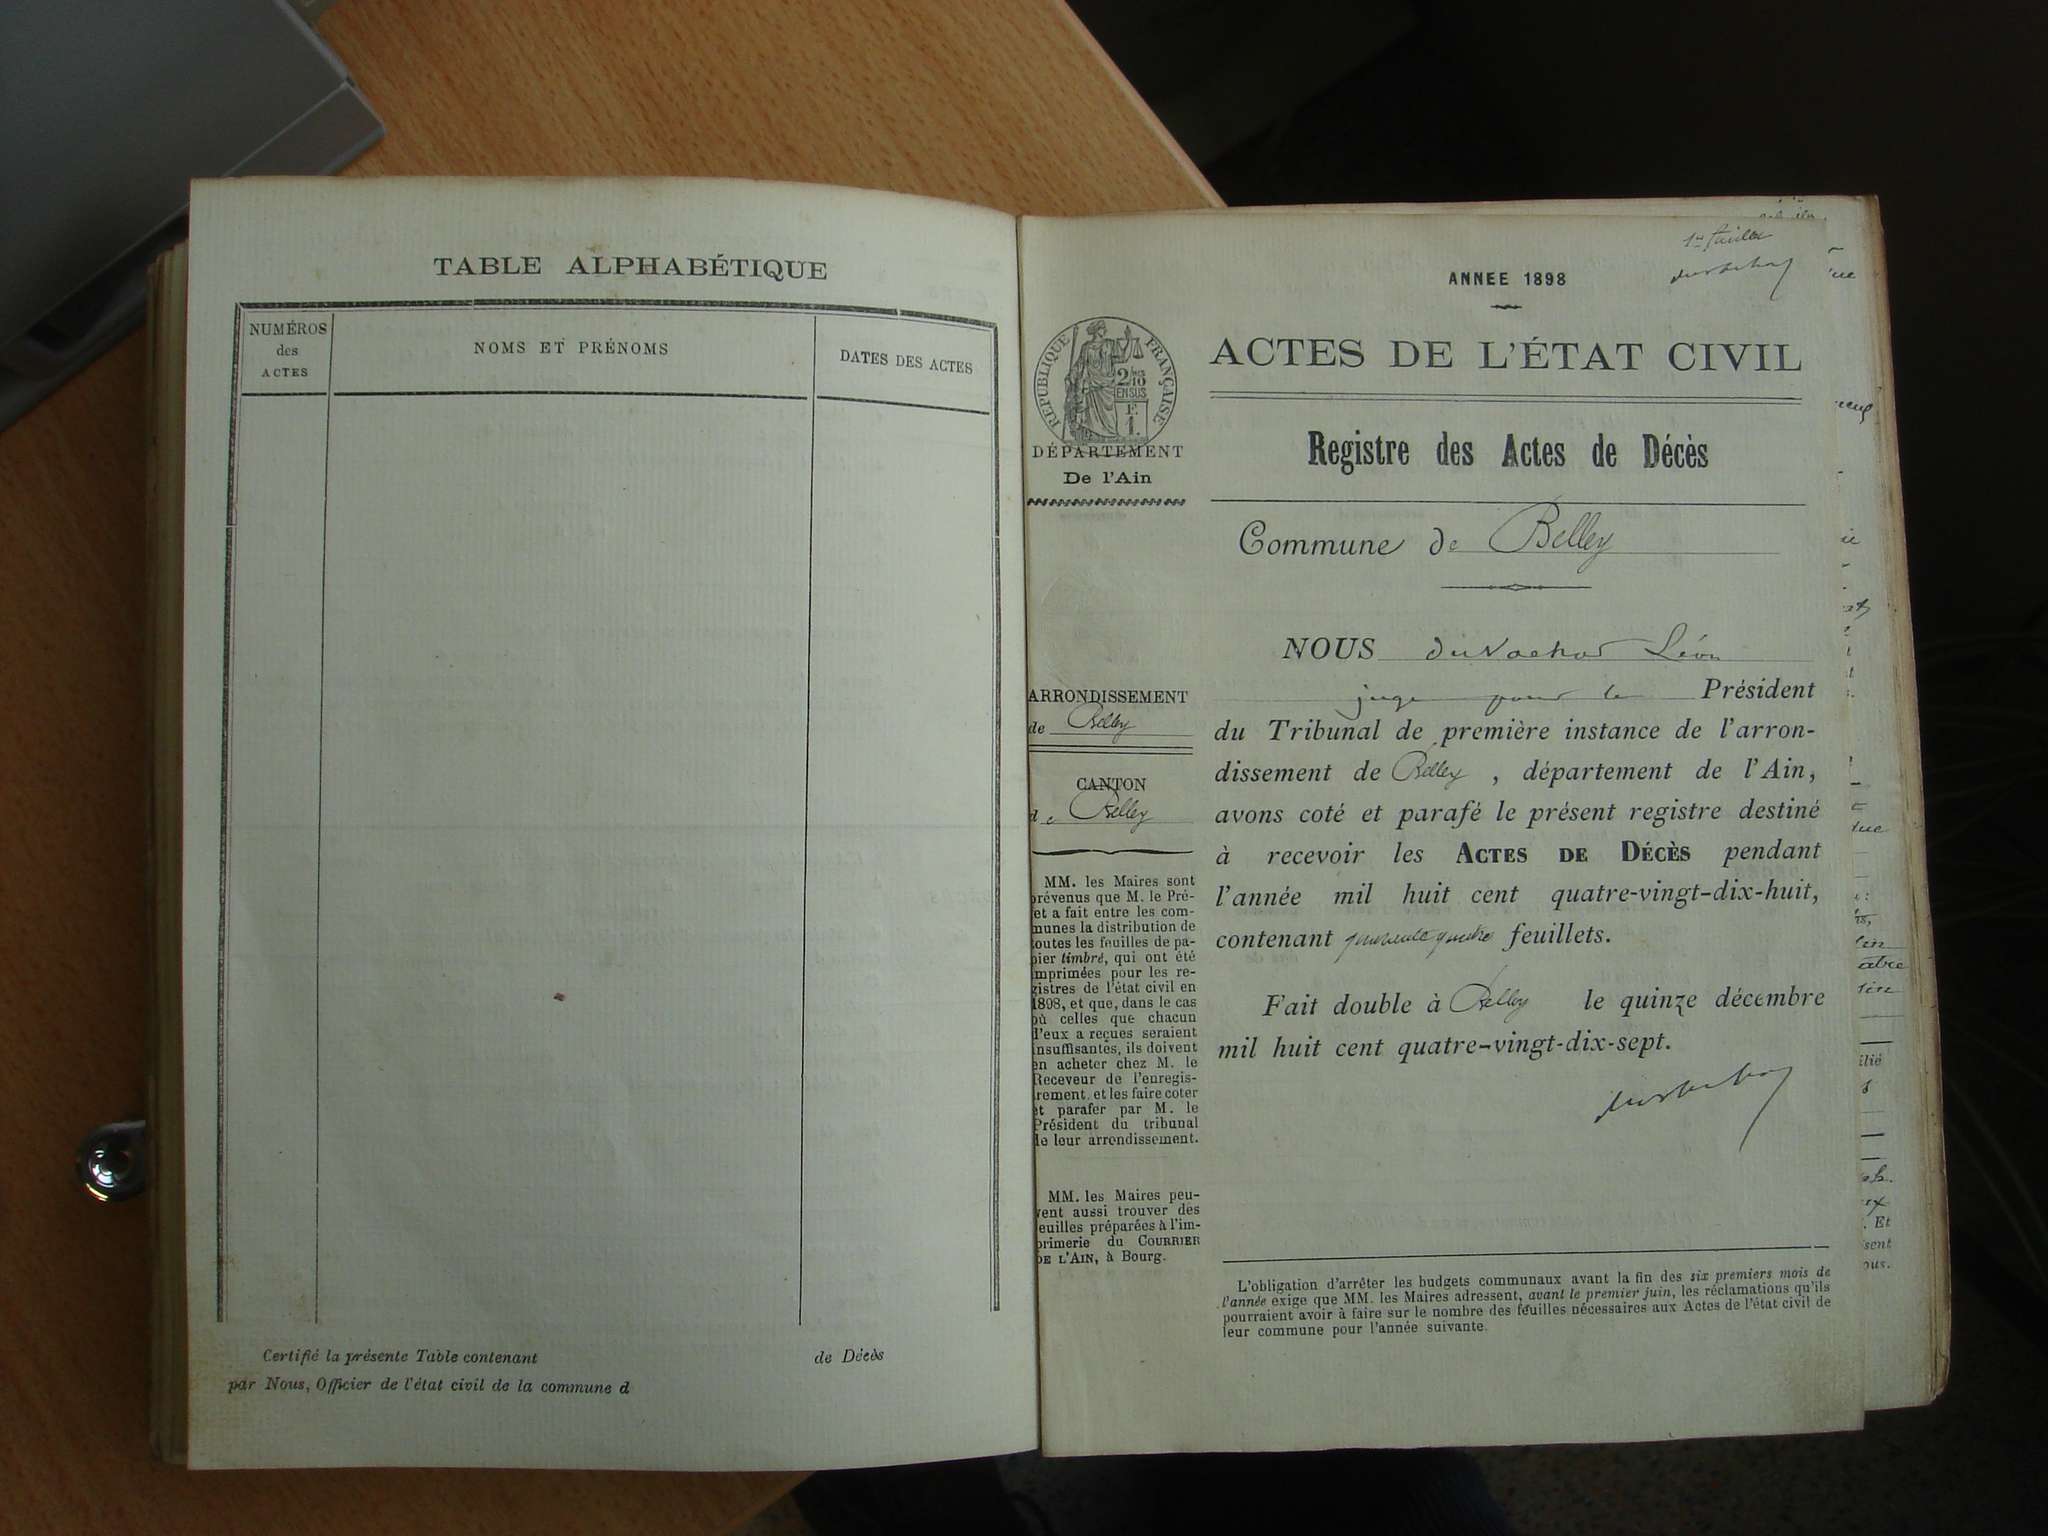 TABLE ALPHABÉTIQUE
NUMÉROS
des
ACTES
NOMS ET PRÉNOMS
DATES DES ACTES
Certifié la présente Table contenant de Décès
par Nous, Officier de l'état civil de la commune d
ANNEE 1898
RÉPUBLIQUE FRANÇAISE
2/10
EN SUS
F.
1.
DÉPARTEMENT
De l'Ain
ACTES DE L'ÉTAT CIVIL
Registre des Actes de Décès
Commune de Belley
ARRONDISSEMENT
de Belley
CANTON
de Belley
MM. les Maires sont
prévenus que M. le Pré-
fet a fait entre les com-
munes la distribution de
toutes les feuilles de pa-
pier timbré, qui ont été
imprimées pour les re-
gistres de l'état civil en
1898, et que, dans le cas
où celles que chacun
d'eux a reçues seraient
insuffisantes, ils doivent
en acheter chez M. le
Receveur de l'enregis-
trement, et les faire coter
et parafer par M. le
Président du tribunal
de leur arrondissement.
MM. les Maires peu-
vent aussi trouver des
feuilles préparées à l'im-
primerie du COURRIER
DE L'AIN, à Bourg.
NOUS Léon
juge pour le Président
du Tribunal de première instance de l'arron-
dissement de Belley, département de l'Ain,
avons coté et parafé le présent registre destiné
à recevoir les ACTES DE DÉCÈS pendant
l'année mil huit cent quatre-vingt-dix-huit,
contenant quarante quatre feuillets.
Fait double à Belley le quinze décembre
mil huit cent quatre-vingt-dix-sept.
L'obligation d'arrêter les budgets communaux avant la fin des six premiers mois de
l'année exige que MM. les Maires adressent, avant le premier juin, les réclamations qu'ils
pourraient avoir à faire sur le nombre des feuilles nécessaires aux Actes de l'état civil de
leur commune pour l'année suivante.